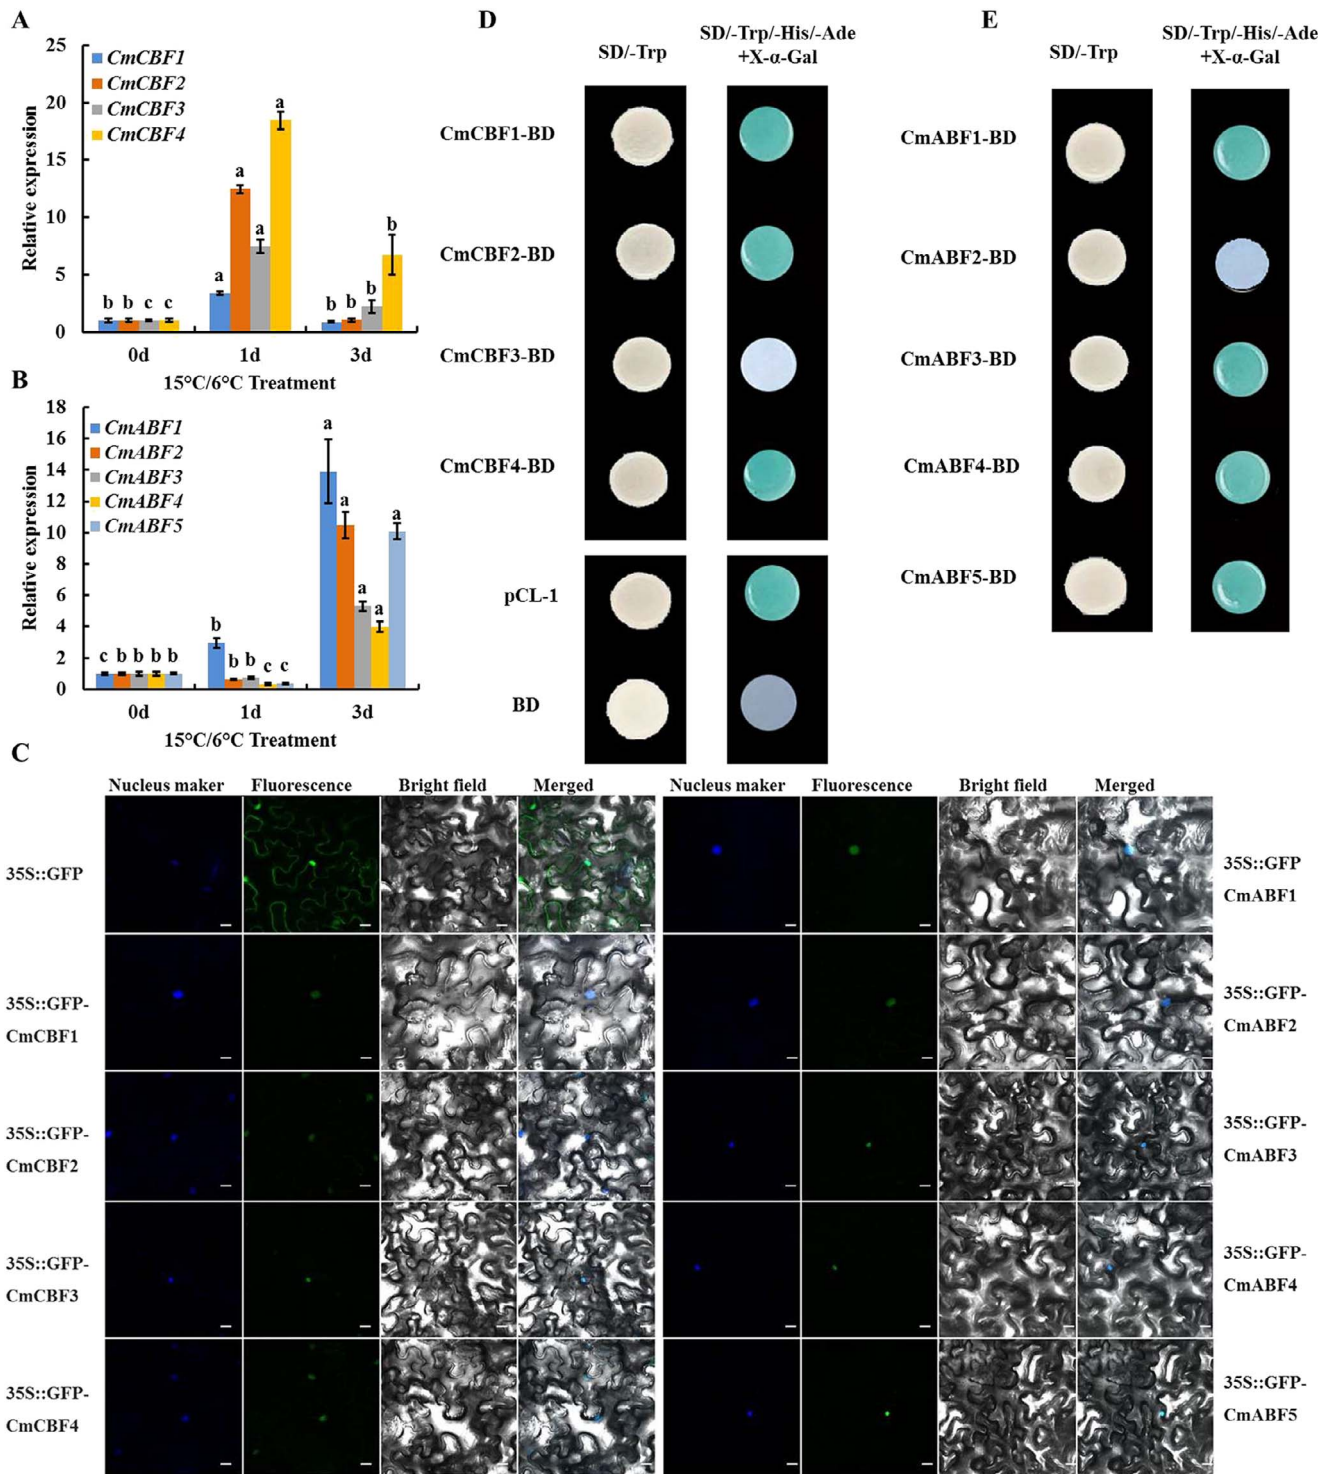 A
25
20
15
10
5
0
Relative expression
CmCBF1
CmCBF2
CmCBF3
CmCBF4
b b c c
a a a a
b b b b
0d 1d 3d
15°C/6°C Treatment
B
18
16
14
12
10
8
6
4
2
0
Relative expression
CmABF1
CmABF2
CmABF3
CmABF4
CmABF5
c b b b b
b b b c c
a a a a a
0d 1d 3d
15°C/6°C Treatment
D
SD/-Trp
SD/-Trp/-His/-Ade
+X-α-Gal
CmCBF1-BD
CmCBF2-BD
CmCBF3-BD
CmCBF4-BD
pCL-1
BD
E
SD/-Trp
SD/-Trp/-His/-Ade
+X-α-Gal
CmABF1-BD
CmABF2-BD
CmABF3-BD
CmABF4-BD
CmABF5-BD
C
Nucleus maker Fluorescence Bright field Merged Nucleus maker Fluorescence Bright field Merged
35S::GFP
35S::GFP-
CmCBF1
35S::GFP-
CmCBF2
35S::GFP-
CmCBF3
35S::GFP-
CmCBF4
35S::GFP
CmABF1
35S::GFP-
CmABF2
35S::GFP-
CmABF3
35S::GFP-
CmABF4
35S::GFP-
CmABF5